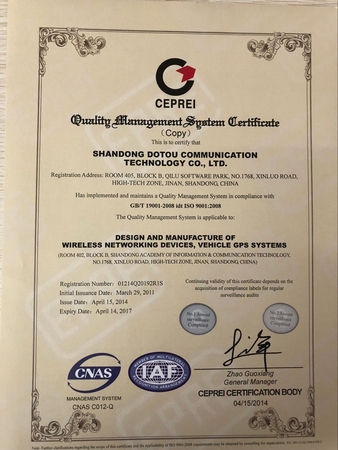 CEPREI
Quality Management System Certificate
(Copy)
This is to certify that
SHANDONG DOTOU COMMUNICATION
TECHNOLOGY CO., LTD.
Registration Address: ROOM 405, BLOCK B, QILU SOFTWARE PARK, NO.1768, XINLUO ROAD,
HIGH-TECH ZONE, JINAN, SHANDONG, CHINA
Has implemented and maintains a Quality Management System in compliance with
GB/T 19001-2008 idt ISO 9001:2008
The Quality Management System is applicable to:
DESIGN AND MANUFACTURE OF
WIRELESS NETWORKING DEVICES, VEHICLE GPS SYSTEMS
(ROOM 402, BLOCK B, SHANDONG ACADEMY OF INFORMATION & COMMUNICATION TECHNOLOGY,
NO.1768, XINLUO ROAD, HIGH-TECH ZONE, JINAN, SHANDONG, CHINA)
Registration Number: 01214Q20192R1S
Initial Issuance Date: March 29, 2011
Issue Date: April 15, 2014
Expiry Date: April 14, 2017
Continuing validity of this certificate depends on the
acquisition of compliance labels for regular
surveillance audits
CNAS
MANAGEMENT SYSTEM
CNAS C012-Q
IAF
Zhao Guoxiang
General Manager
CEPREI CERTIFICATION BODY
04/15/2014